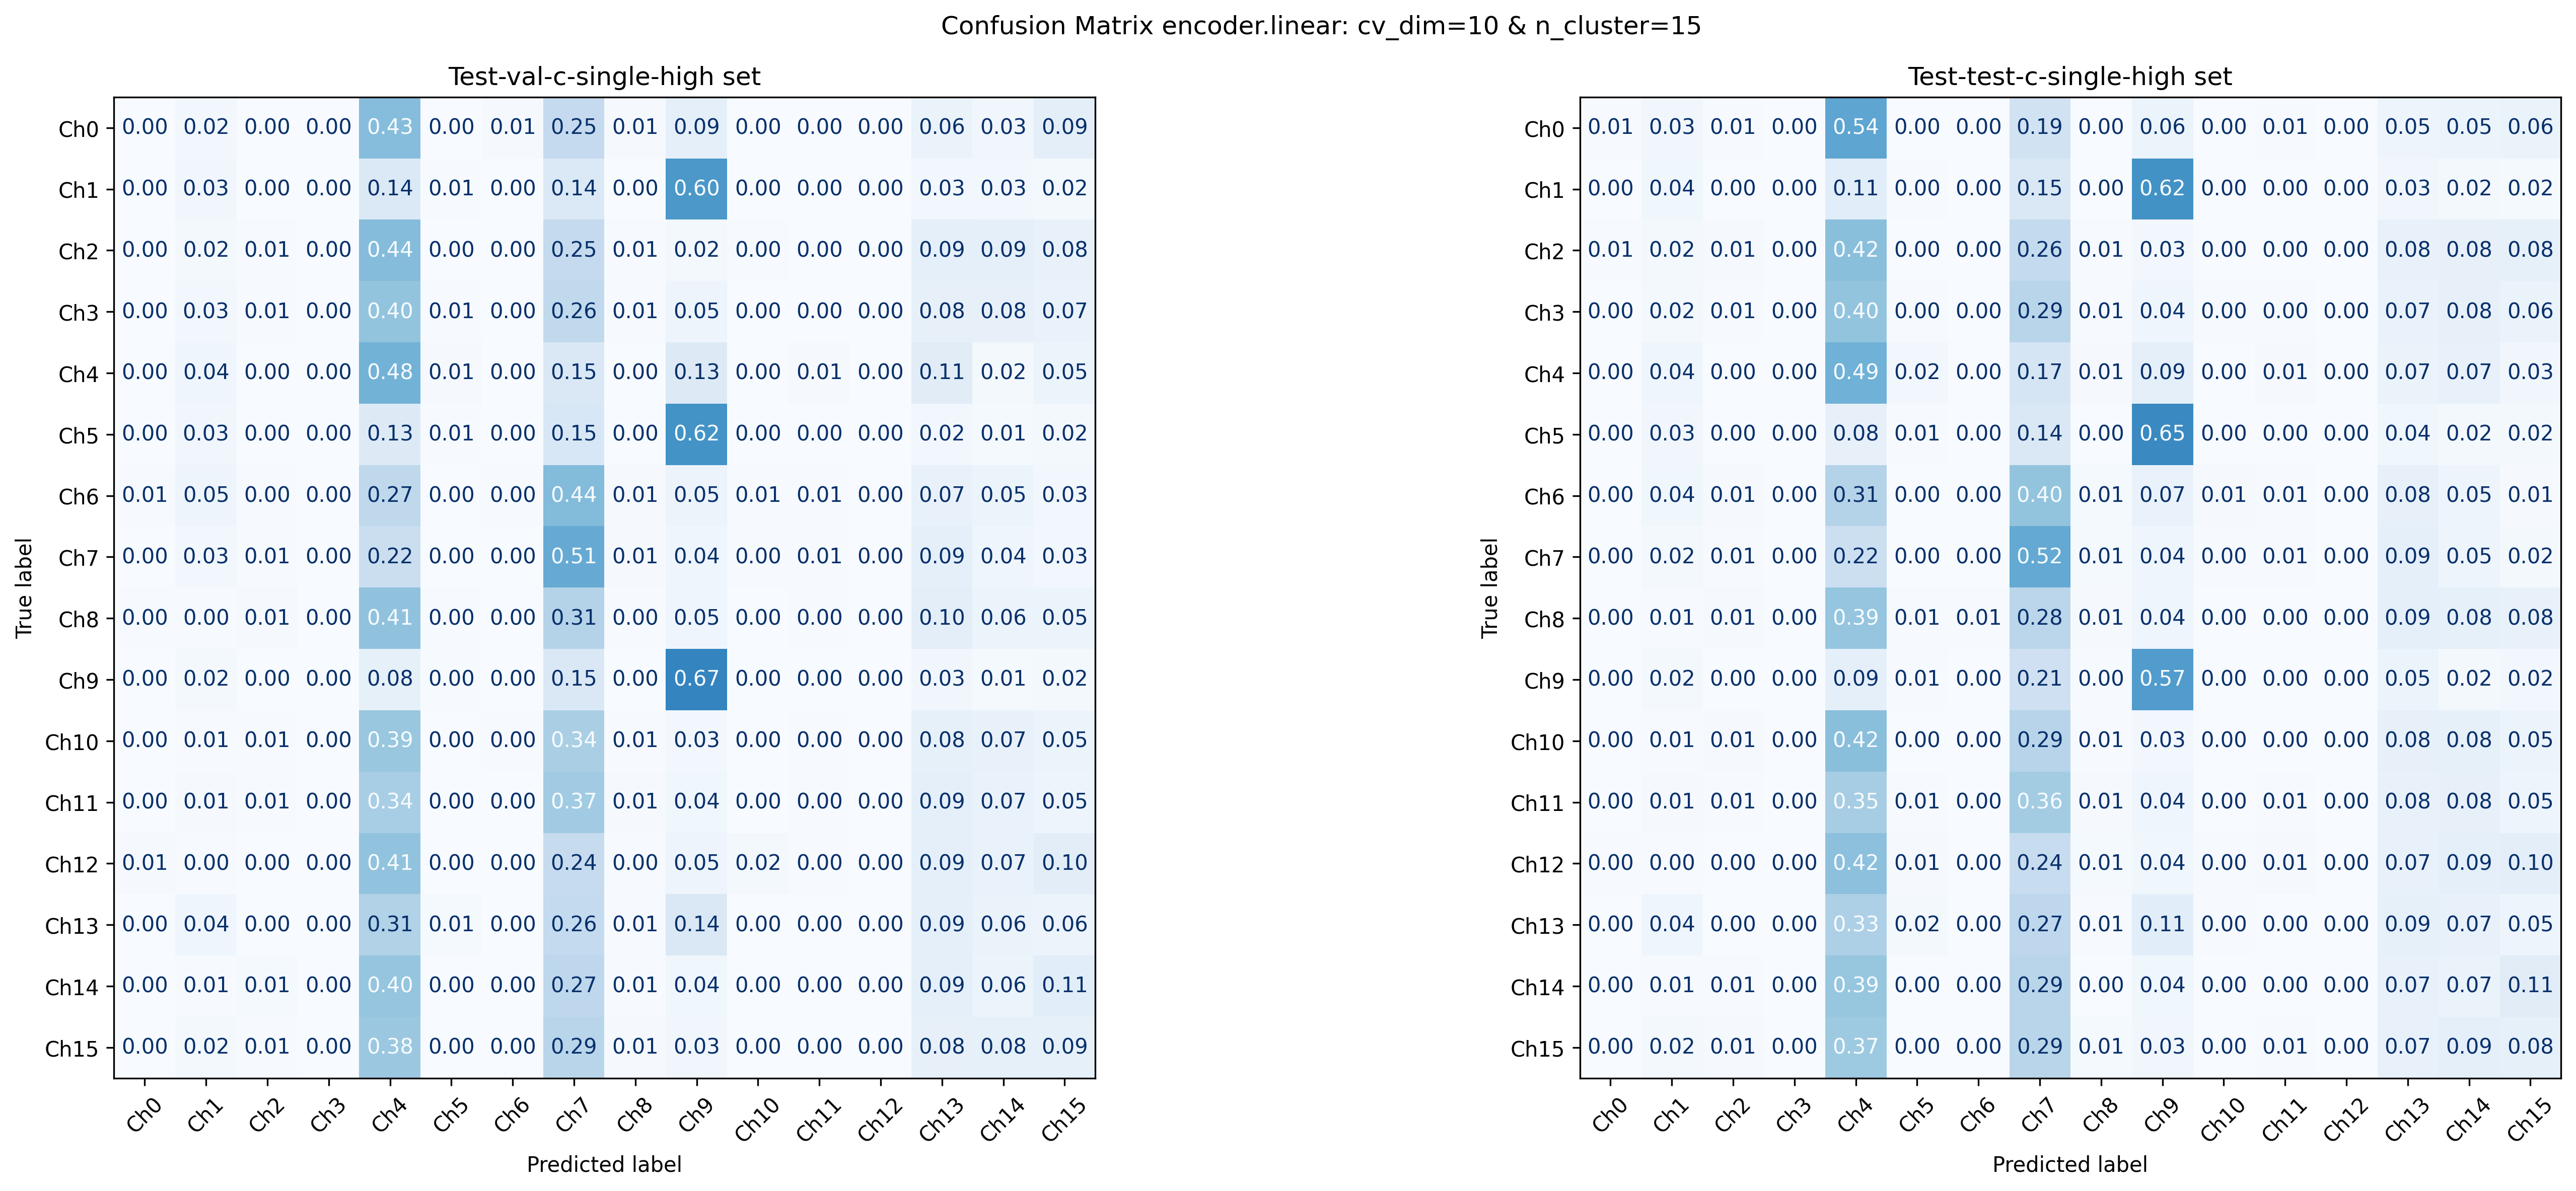 Confusion Matrix encoder.linear: cv_dim=10 & n_cluster=15
Test-val-c-single-high set
True label
Ch0 0.00 0.02 0.00 0.00 0.43 0.00 0.01 0.25 0.01 0.09 0.00 0.00 0.00 0.06 0.03 0.09
Ch1 0.00 0.03 0.00 0.00 0.14 0.01 0.00 0.14 0.00 0.60 0.00 0.00 0.00 0.03 0.03 0.02
Ch2 0.00 0.02 0.01 0.00 0.44 0.00 0.00 0.25 0.01 0.02 0.00 0.00 0.00 0.09 0.09 0.08
Ch3 0.00 0.03 0.01 0.00 0.40 0.01 0.00 0.26 0.01 0.05 0.00 0.00 0.00 0.08 0.08 0.07
Ch4 0.00 0.04 0.00 0.00 0.48 0.01 0.00 0.15 0.00 0.13 0.00 0.01 0.00 0.11 0.02 0.05
Ch5 0.00 0.03 0.00 0.00 0.13 0.01 0.00 0.15 0.00 0.62 0.00 0.00 0.00 0.02 0.01 0.02
Ch6 0.01 0.05 0.00 0.00 0.27 0.00 0.00 0.44 0.01 0.05 0.01 0.01 0.00 0.07 0.05 0.03
Ch7 0.00 0.03 0.01 0.00 0.22 0.00 0.00 0.51 0.01 0.04 0.00 0.01 0.00 0.09 0.04 0.03
Ch8 0.00 0.00 0.01 0.00 0.41 0.00 0.00 0.31 0.00 0.05 0.00 0.00 0.00 0.10 0.06 0.05
Ch9 0.00 0.02 0.00 0.00 0.08 0.00 0.00 0.15 0.00 0.67 0.00 0.00 0.00 0.03 0.01 0.02
Ch10 0.00 0.01 0.01 0.00 0.39 0.00 0.00 0.34 0.01 0.03 0.00 0.00 0.00 0.08 0.07 0.05
Ch11 0.00 0.01 0.01 0.00 0.34 0.00 0.00 0.37 0.01 0.04 0.00 0.00 0.00 0.09 0.07 0.05
Ch12 0.01 0.00 0.00 0.00 0.41 0.00 0.00 0.24 0.00 0.05 0.02 0.00 0.00 0.09 0.07 0.10
Ch13 0.00 0.04 0.00 0.00 0.31 0.01 0.00 0.26 0.01 0.14 0.00 0.00 0.00 0.09 0.06 0.06
Ch14 0.00 0.01 0.01 0.00 0.40 0.00 0.00 0.27 0.01 0.04 0.00 0.00 0.00 0.09 0.06 0.11
Ch15 0.00 0.02 0.01 0.00 0.38 0.00 0.00 0.29 0.01 0.03 0.00 0.00 0.00 0.08 0.08 0.09
Ch0 Ch1 Ch2 Ch3 Ch4 Ch5 Ch6 Ch7 Ch8 Ch9 Ch10 Ch11 Ch12 Ch13 Ch14 Ch15
Predicted label
Test-test-c-single-high set
True label
Ch0 0.01 0.03 0.01 0.00 0.54 0.00 0.00 0.19 0.00 0.06 0.00 0.01 0.00 0.05 0.05 0.06
Ch1 0.00 0.04 0.00 0.00 0.11 0.00 0.00 0.15 0.00 0.62 0.00 0.00 0.00 0.03 0.02 0.02
Ch2 0.01 0.02 0.01 0.00 0.42 0.00 0.00 0.26 0.01 0.03 0.00 0.00 0.00 0.08 0.08 0.08
Ch3 0.00 0.02 0.01 0.00 0.40 0.00 0.00 0.29 0.01 0.04 0.00 0.00 0.00 0.07 0.08 0.06
Ch4 0.00 0.04 0.00 0.00 0.49 0.02 0.00 0.17 0.01 0.09 0.00 0.01 0.00 0.07 0.07 0.03
Ch5 0.00 0.03 0.00 0.00 0.08 0.01 0.00 0.14 0.00 0.65 0.00 0.00 0.00 0.04 0.02 0.02
Ch6 0.00 0.04 0.01 0.00 0.31 0.00 0.00 0.40 0.01 0.07 0.01 0.01 0.00 0.08 0.05 0.01
Ch7 0.00 0.02 0.01 0.00 0.22 0.00 0.00 0.52 0.01 0.04 0.00 0.01 0.00 0.09 0.05 0.02
Ch8 0.00 0.01 0.01 0.00 0.39 0.01 0.01 0.28 0.01 0.04 0.00 0.00 0.00 0.09 0.08 0.08
Ch9 0.00 0.02 0.00 0.00 0.09 0.01 0.00 0.21 0.00 0.57 0.00 0.00 0.00 0.05 0.02 0.02
Ch10 0.00 0.01 0.01 0.00 0.42 0.00 0.00 0.29 0.01 0.03 0.00 0.00 0.00 0.08 0.08 0.05
Ch11 0.00 0.01 0.01 0.00 0.35 0.01 0.00 0.36 0.01 0.04 0.00 0.01 0.00 0.08 0.08 0.05
Ch12 0.00 0.00 0.00 0.00 0.42 0.01 0.00 0.24 0.01 0.04 0.00 0.01 0.00 0.07 0.09 0.10
Ch13 0.00 0.04 0.00 0.00 0.33 0.02 0.00 0.27 0.01 0.11 0.00 0.00 0.00 0.09 0.07 0.05
Ch14 0.00 0.01 0.01 0.00 0.39 0.00 0.00 0.29 0.00 0.04 0.00 0.00 0.00 0.07 0.07 0.11
Ch15 0.00 0.02 0.01 0.00 0.37 0.00 0.00 0.29 0.01 0.03 0.00 0.01 0.00 0.07 0.09 0.08
Ch0 Ch1 Ch2 Ch3 Ch4 Ch5 Ch6 Ch7 Ch8 Ch9 Ch10 Ch11 Ch12 Ch13 Ch14 Ch15
Predicted label